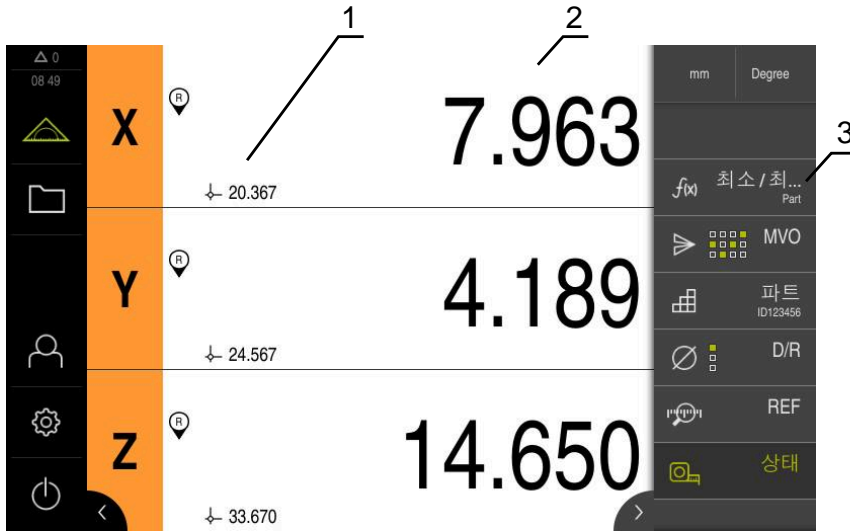 1
2
3
0
08 49
mm
Degree
X
R
7.963
20.367
최소 / 최...
Part
f(x)
MVO
Y
R
4.189
24.567
파트
ID123456
D/R
Z
R
14.650
33.670
REF
상태